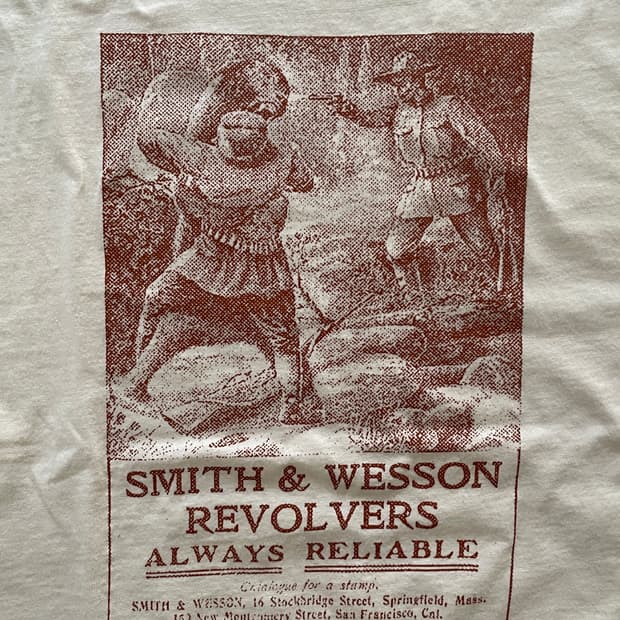 SMITH & WESSON
REVOLVERS
ALWAYS RELIABLE
Catalogue for a stamp.
SMITH & WESSON, 16 Stockbridge Street, Springfield, Mass.
New Montgomery Street, San Francisco, Cal.